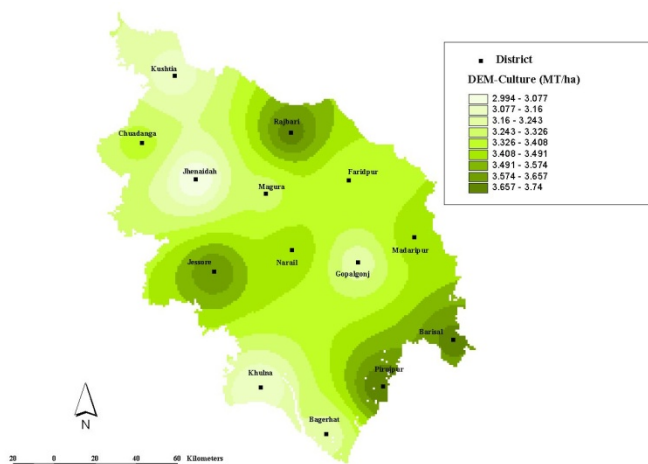 District
DEM-Culture (MT/ha)
2.994 - 3.077
3.077 - 3.16
3.16 - 3.243
3.243 - 3.326
3.326 - 3.408
3.408 - 3.491
3.491 - 3.574
3.574 - 3.657
3.657 - 3.74
Kushtia
Chuadanga
Rajbari
Jhenaidah
Magura
Faridpur
Jessore
Narail
Gopalgonj
Madaripur
Barisal
Khulna
Pirojpur
Bagerhat
N
20 0 20 40 60 Kilometers